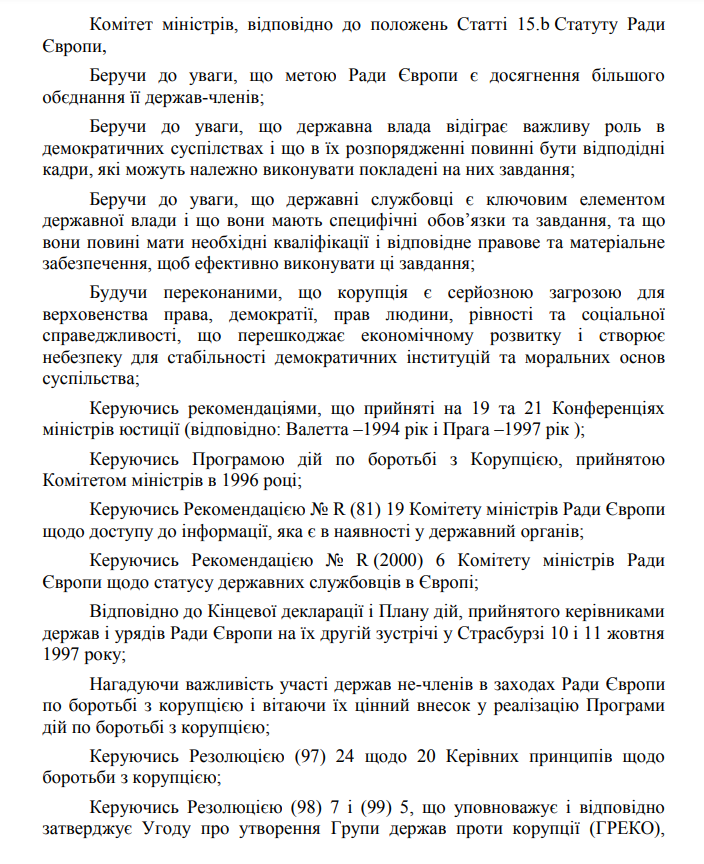 Комітет міністрів, відповідно до положень Статті 15.b Статуту Ради
Європи,
Беручи до уваги, що метою Ради Європи є досягнення більшого
обєднання її держав-членів;
Беручи до уваги, що державна влада відіграє важливу роль в
демократичних суспілствах і що в їх розпорядженні повинні бути відподідні
кадри, які можуть належно виконувати покладені на них завдання;
Беручи до уваги, що державні службовці є ключовим елементом
державної влади і що вони мають специфічні обов’язки та завдання, та що
вони повині мати необхідні кваліфікації і відповідне правове та матеріальне
забезпечення, щоб ефективно виконувати ці завдання;
Будучи переконаними, що корупція є серйозною загрозою для
верховенства права, демократії, прав людини, рівності та соціальної
справеджливості, що перешкоджає економічному розвитку і створює
небезпеку для стабільності демократичних інституцій та моральних основ
суспільства;
Керуючись рекомендаціями, що прийняті на 19 та 21 Конференціях
міністрів юстиції (відповідно: Валетта –1994 рік і Прага –1997 рік );
Керуючись Програмою дій по боротьбі з Корупцією, прийнятою
Комітетом міністрів в 1996 році;
Керуючись Рекомендацією № R (81) 19 Комітету міністрів Ради Європи
щодо доступу до інформації, яка є в наявності у державний органів;
Керуючись Рекомендацією № R (2000) 6 Комітету міністрів Ради
Європи щодо статусу державних службовців в Європі;
Відповідно до Кінцевої декларації і Плану дій, прийнятого керівниками
держав і урядів Ради Європи на їх другій зустрічі у Страсбурзі 10 і 11 жовтня
1997 року;
Нагадуючи важливість участі держав не-членів в заходах Ради Європи
по боротьбі з корупцією і вітаючи їх цінний внесок у реалізацію Програми
дій по боротьбі з корупцією;
Керуючись Резолюцією (97) 24 щодо 20 Керівних принципів щодо
боротьби з корупцією;
Керуючись Резолюцією (98) 7 і (99) 5, що уповноважує і відповідно
затверджує Угоду про утворення Групи держав проти корупції (ГРЕКО),